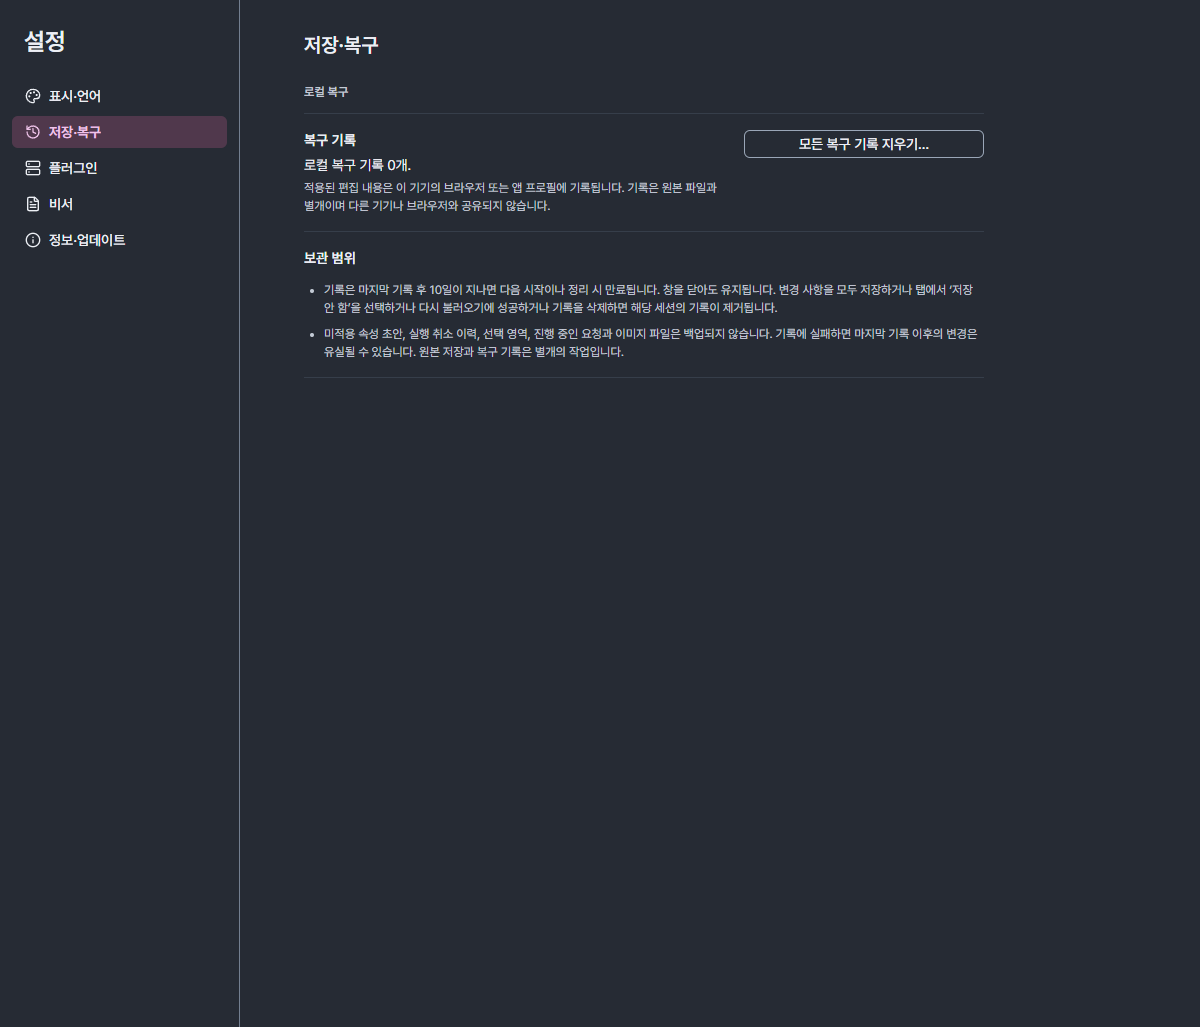 설정
표시·언어
저장·복구
플러그인
비서
정보·업데이트
저장·복구
로컬 복구
복구 기록
모든 복구 기록 지우기...
로컬 복구 기록 0개.
적용된 편집 내용은 이 기기의 브라우저 또는 앱 프로필에 기록됩니다. 기록은 원본 파일과
별개이며 다른 기기나 브라우저와 공유되지 않습니다.
보관 범위
• 기록은 마지막 기록 후 10일이 지나면 다음 시작이나 정리 시 만료됩니다. 창을 닫아도 유지됩니다. 변경 사항을 모두 저장하거나 탭에서 ‘저장
안 함’을 선택하거나 다시 불러오기에 성공하거나 기록을 삭제하면 해당 세션의 기록이 제거됩니다.
• 미적용 속성 초안, 실행 취소 이력, 선택 영역, 진행 중인 요청과 이미지 파일은 백업되지 않습니다. 기록에 실패하면 마지막 기록 이후의 변경은
유실될 수 있습니다. 원본 저장과 복구 기록은 별개의 작업입니다.